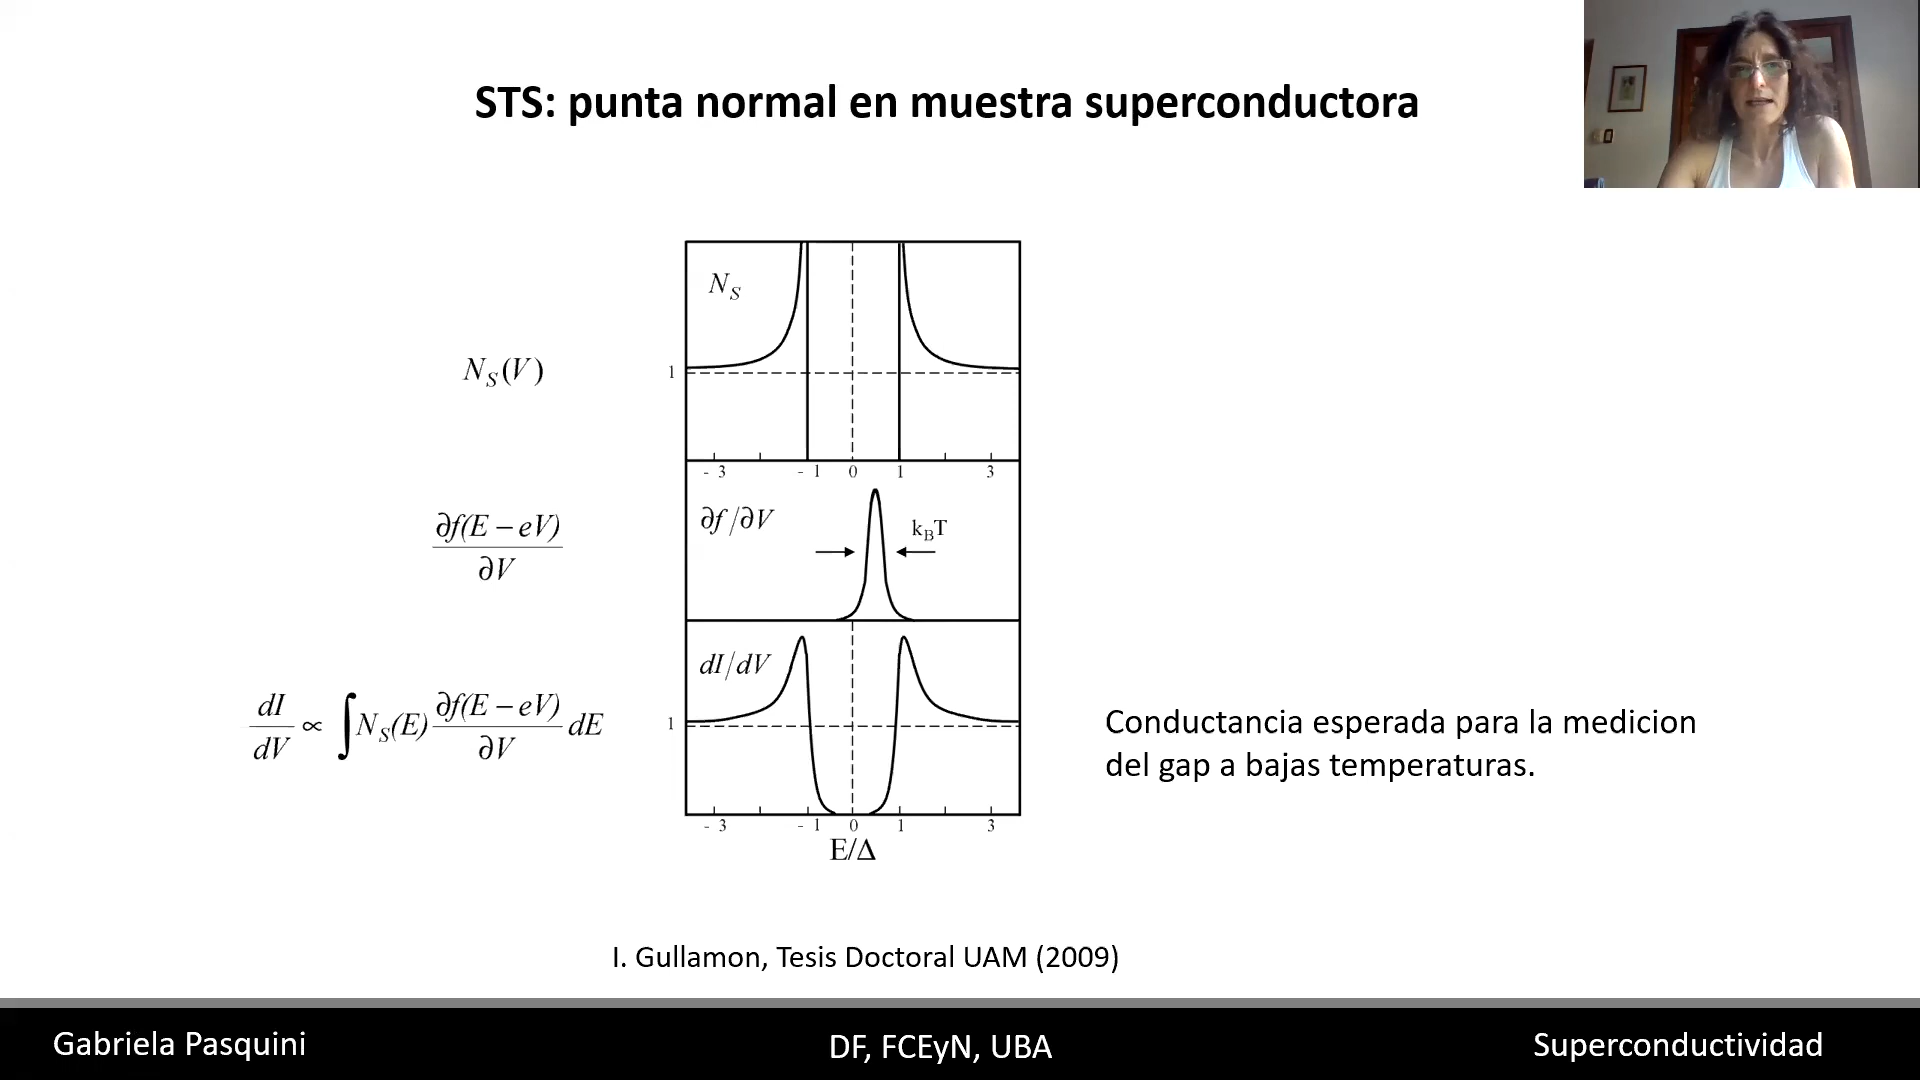 STS: punta normal en muestra superconductora
N_S(V)
N_S
1
- 3 - 1 0 1 3
∂f(E − eV)
∂V
∂f/∂V
k_BT
dI/dV ∝ ∫N_S(E) ∂f(E − eV)/∂V dE
dI/dV
1
- 3 - 1 0 1 3
E/Δ
Conductancia esperada para la medicion
del gap a bajas temperaturas.
I. Gullamon, Tesis Doctoral UAM (2009)
Gabriela Pasquini
DF, FCEyN, UBA
Superconductividad